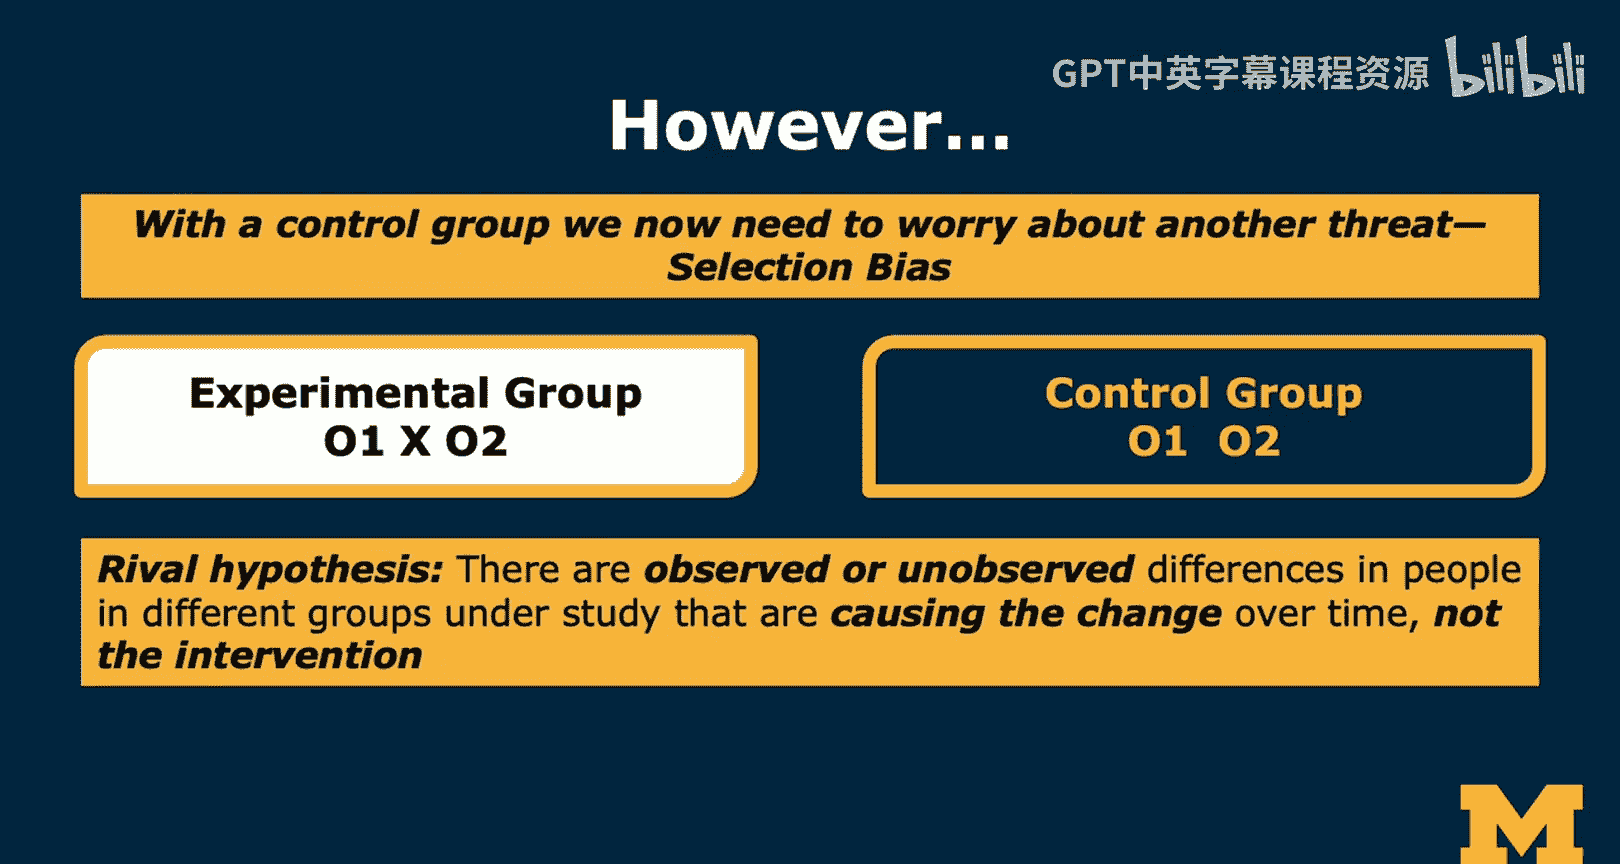 GPT中英字幕课程资源 bilibili
However...
With a control group we now need to worry about another threat—
Selection Bias
Experimental Group
O1 X O2
Control Group
O1 O2
Rival hypothesis: There are observed or unobserved differences in people
in different groups under study that are causing the change over time, not
the intervention
M